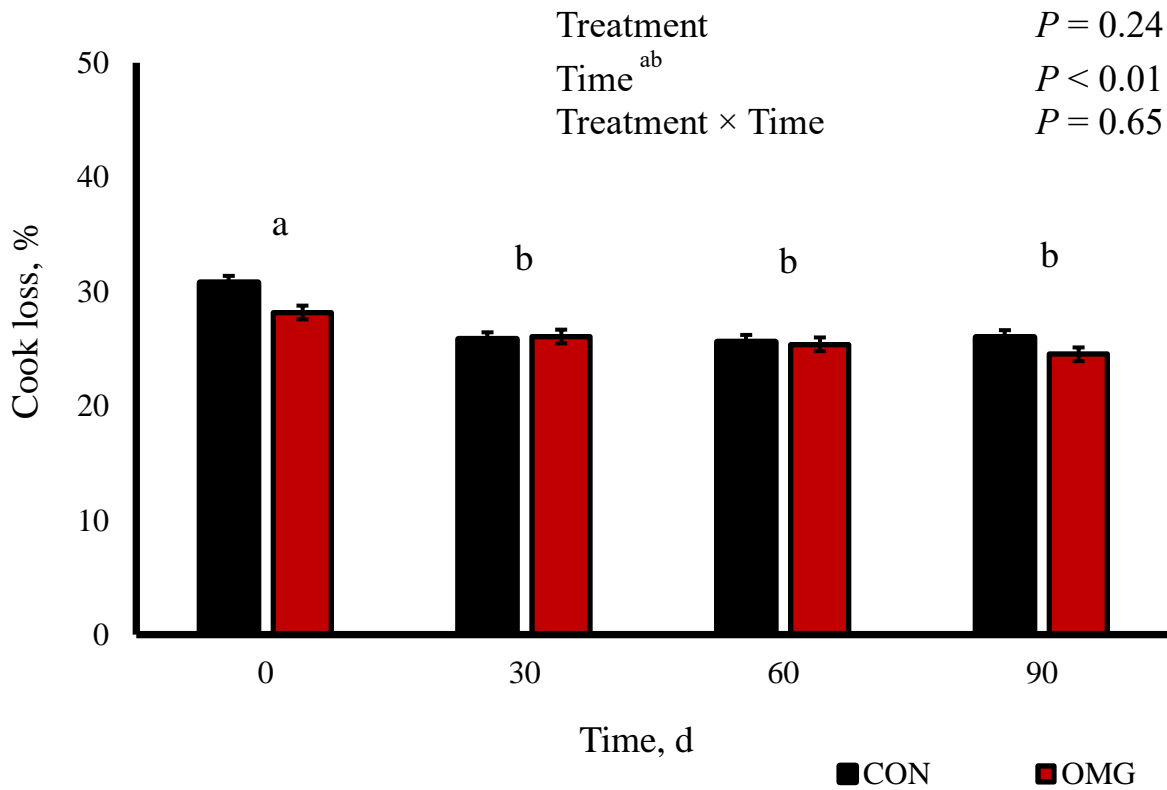 Treatment P = 0.24
Time ab P < 0.01
Treatment × Time P = 0.65
50
40
30
20
10
0
Cook loss, %
a
b
b
b
0 30 60 90
Time, d
CON OMG